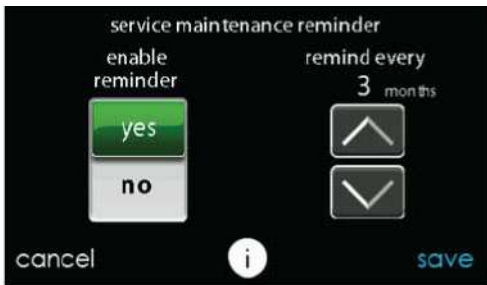 service maintenance reminder
enable
reminder
remind every
3 months
yes
no
cancel
i
save